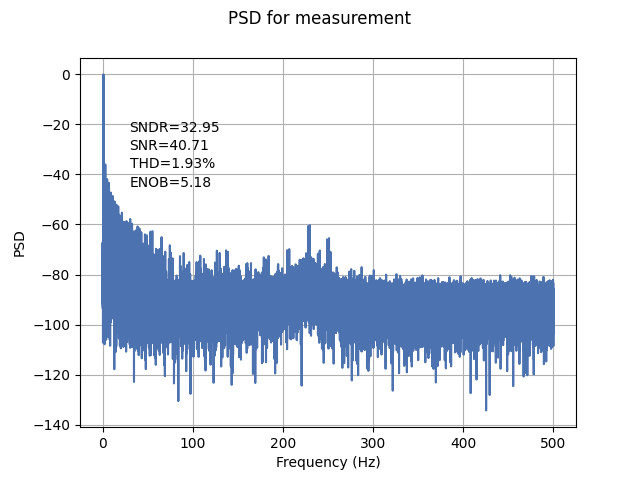 PSD for measurement
0
−20
−40
−60
−80
−100
−120
−140
PSD
SNDR=32.95
SNR=40.71
THD=1.93%
ENOB=5.18
0 100 200 300 400 500
Frequency (Hz)